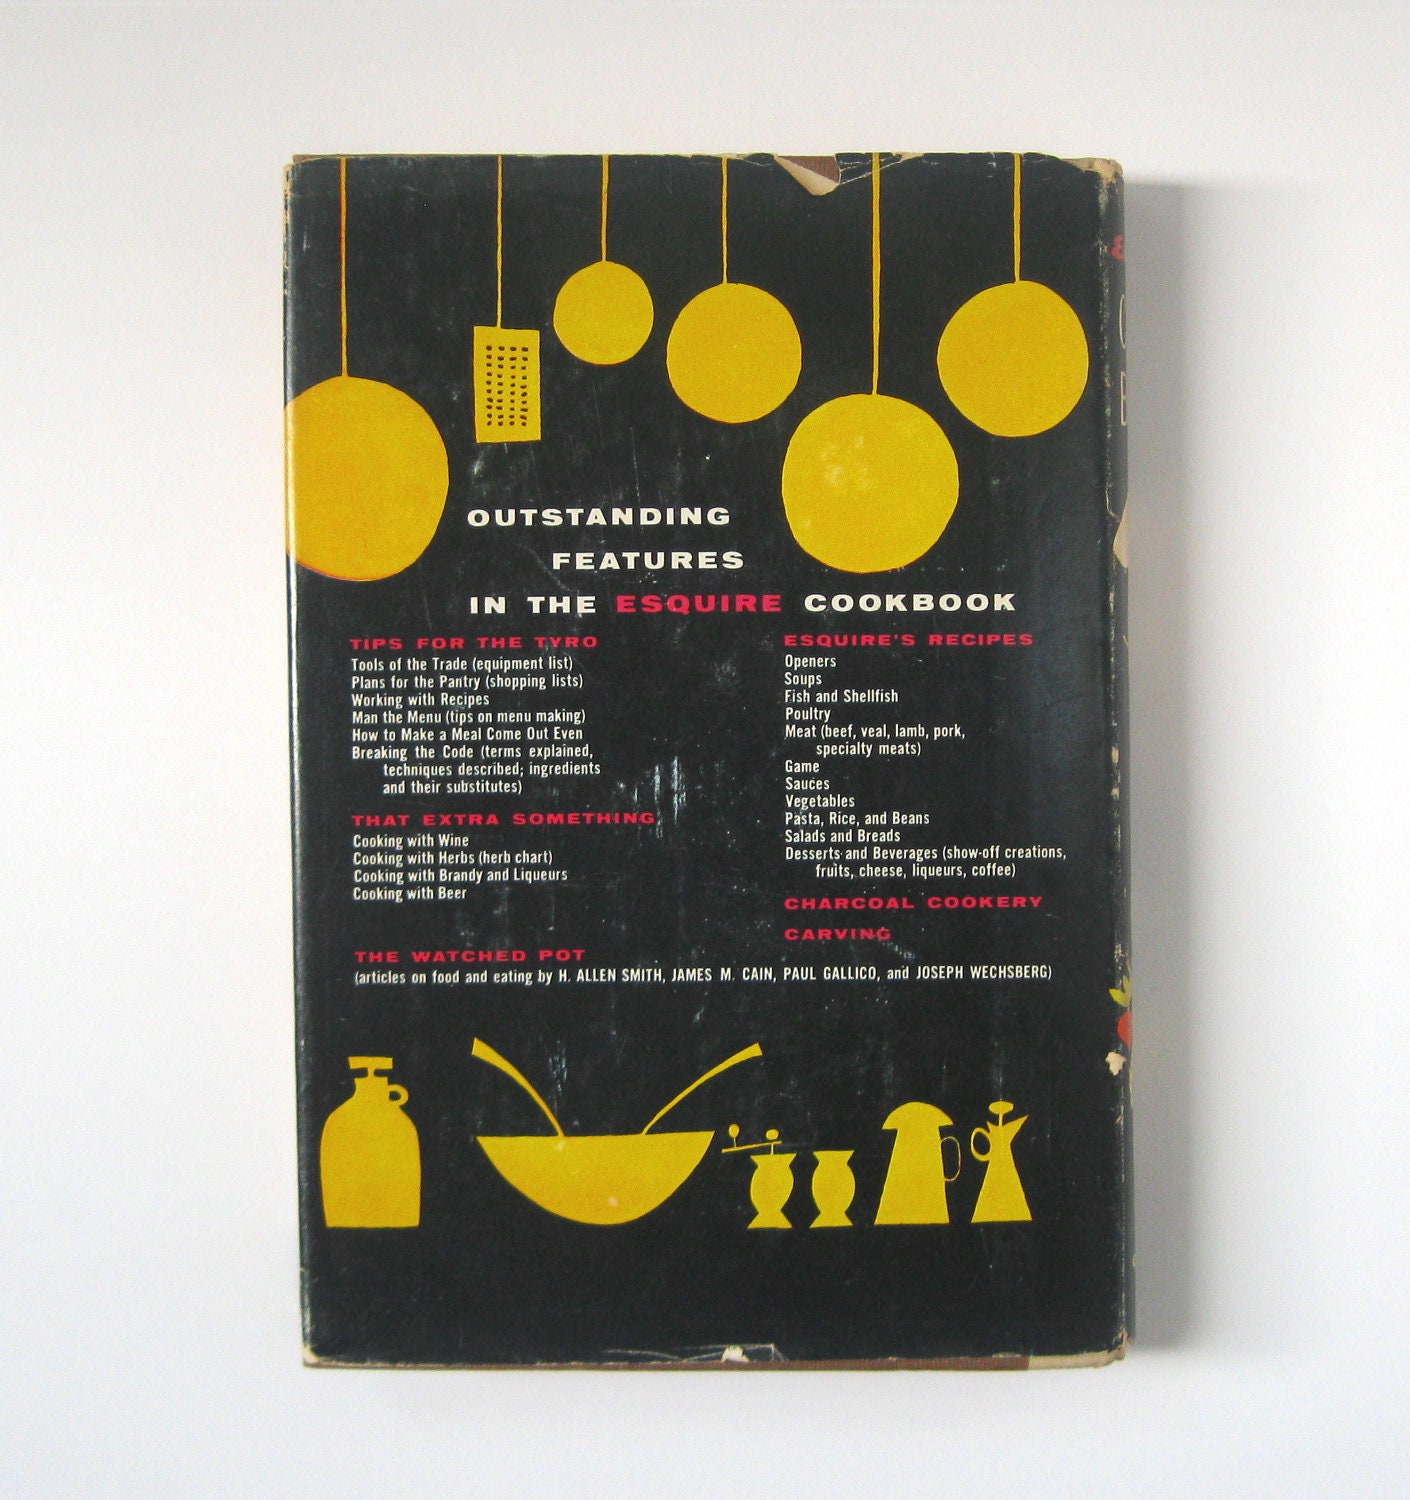 OUTSTANDING
FEATURES
IN THE ESQUIRE COOKBOOK
TIPS FOR THE TYRO
Tools of the Trade (equipment list)
Plans for the Pantry (shopping lists)
Working with Recipes
Man the Menu (tips on menu making)
How to Make a Meal Come Out Even
Breaking the Code (terms explained,
techniques described; ingredients
and their substitutes)
THAT EXTRA SOMETHING
Cooking with Wine
Cooking with Herbs (herb chart)
Cooking with Brandy and Liqueurs
Cooking with Beer
ESQUIRE'S RECIPES
Openers
Soups
Fish and Shellfish
Poultry
Meat (beef, veal, lamb, pork,
specialty meats)
Game
Sauces
Vegetables
Pasta, Rice, and Beans
Salads and Breads
Desserts and Beverages (show-off creations,
fruits, cheese, liqueurs, coffee)
CHARCOAL COOKERY
CARVING
THE WATCHED POT
(articles on food and eating by H. ALLEN SMITH, JAMES M. CAIN, PAUL GALLICO, and JOSEPH WECHSBERG)